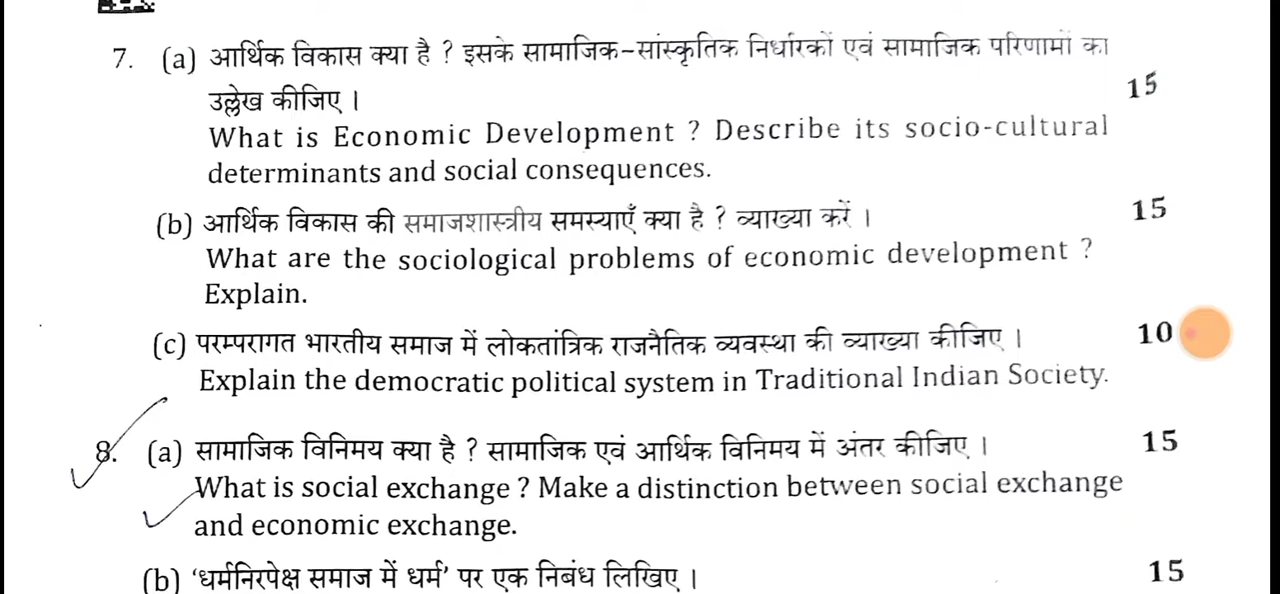 7. (a) आर्थिक विकास क्या है ? इसके सामाजिक-सांस्कृतिक निर्धारकों एवं सामाजिक परिणामों का
उल्लेख कीजिए । 15
What is Economic Development ? Describe its socio-cultural
determinants and social consequences.
(b) आर्थिक विकास की समाजशास्त्रीय समस्याएँ क्या है ? व्याख्या करें । 15
What are the sociological problems of economic development ?
Explain.
(c) परम्परागत भारतीय समाज में लोकतांत्रिक राजनैतिक व्यवस्था की व्याख्या कीजिए । 10
Explain the democratic political system in Traditional Indian Society.
8. (a) सामाजिक विनिमय क्या है ? सामाजिक एवं आर्थिक विनिमय में अंतर कीजिए । 15
What is social exchange ? Make a distinction between social exchange
and economic exchange.
(b) ‘धर्मनिरपेक्ष समाज में धर्म’ पर एक निबंध लिखिए । 15